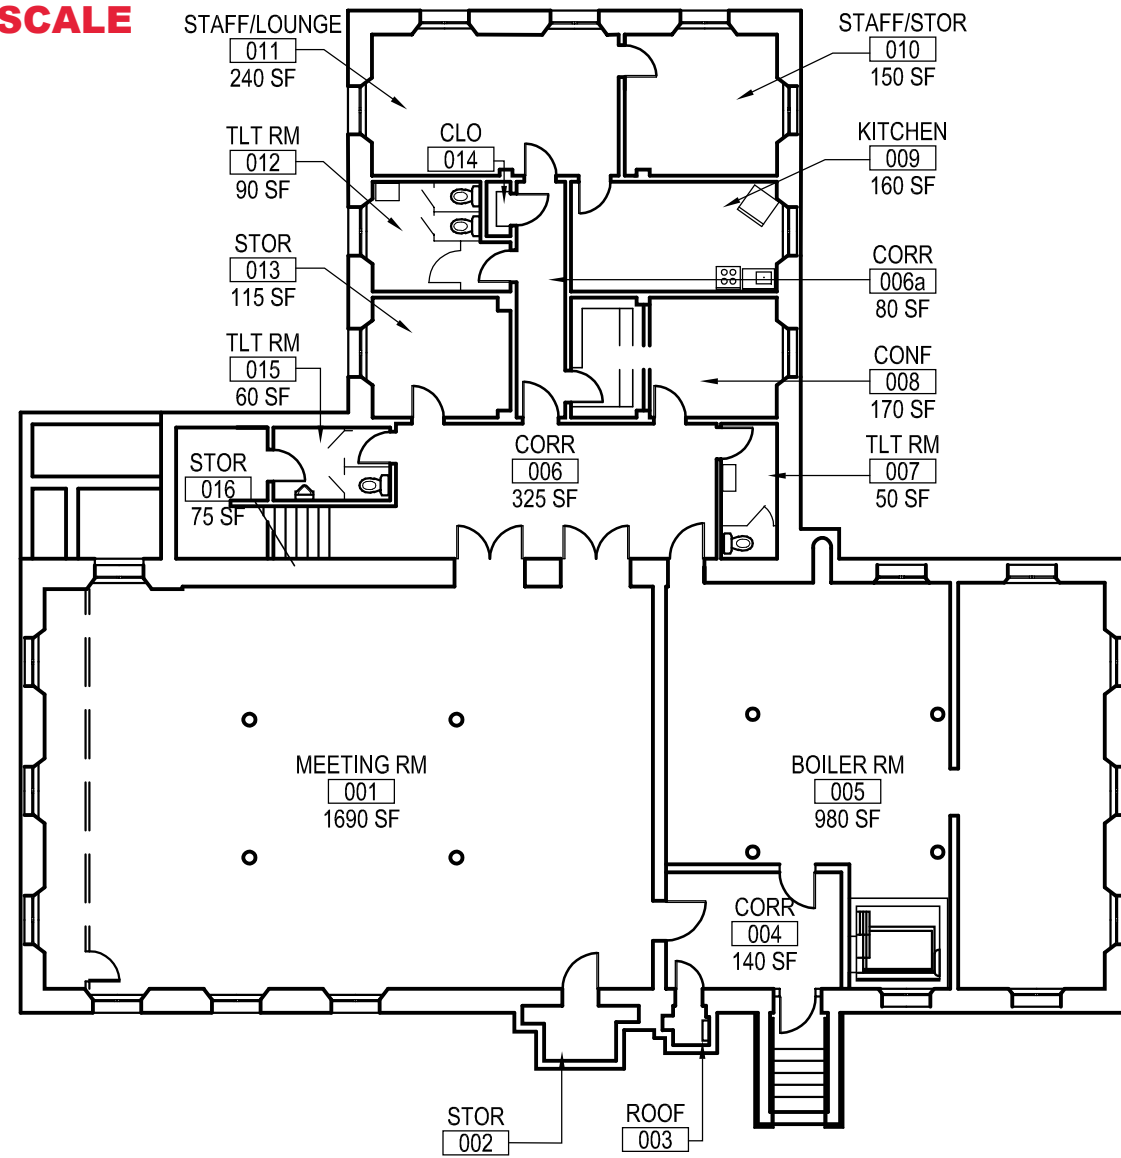 SCALE
STAFF/LOUNGE
011
240 SF
STAFF/STOR
010
150 SF
TLT RM
012
90 SF
CLO
014
KITCHEN
009
160 SF
STOR
013
115 SF
CORR
006a
80 SF
TLT RM
015
60 SF
CONF
008
170 SF
STOR
016
75 SF
CORR
006
325 SF
TLT RM
007
50 SF
MEETING RM
001
1690 SF
BOILER RM
005
980 SF
CORR
004
140 SF
STOR
002
ROOF
003